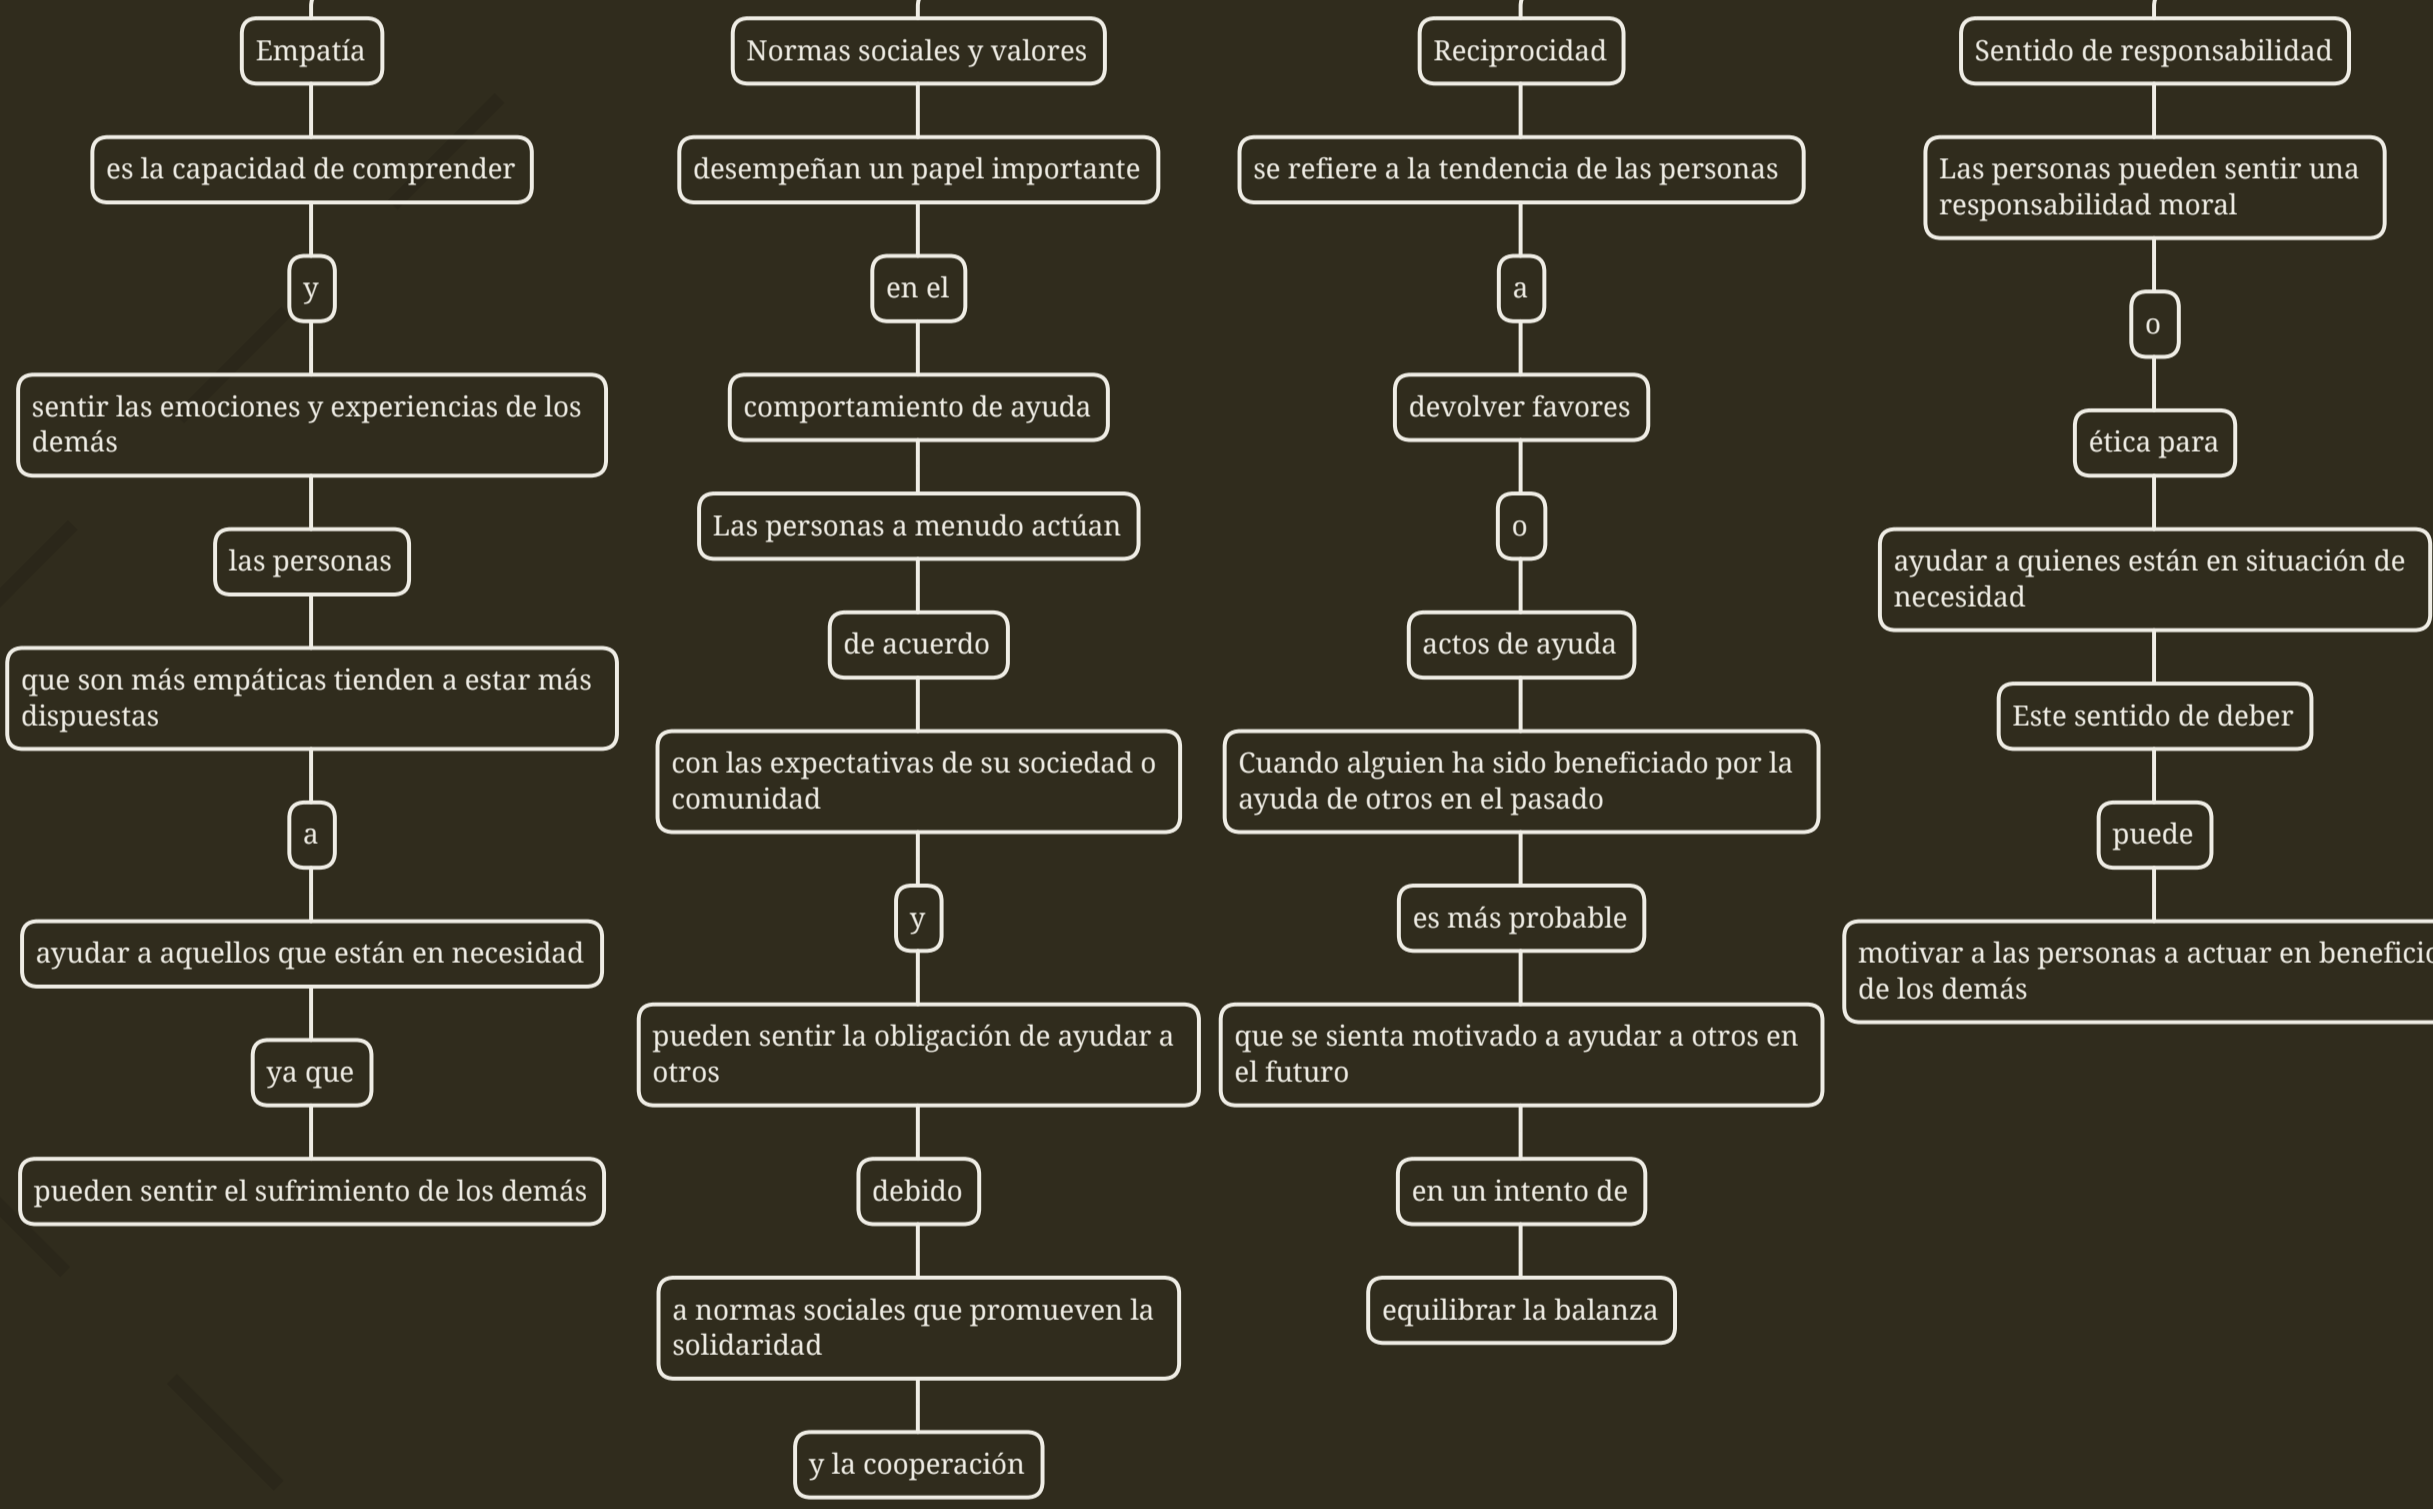 Empatía
es la capacidad de comprender
y
sentir las emociones y experiencias de los
demás
las personas
que son más empáticas tienden a estar más
dispuestas
a
ayudar a aquellos que están en necesidad
ya que
pueden sentir el sufrimiento de los demás
Normas sociales y valores
desempeñan un papel importante
en el
comportamiento de ayuda
Las personas a menudo actúan
de acuerdo
con las expectativas de su sociedad o
comunidad
y
pueden sentir la obligación de ayudar a
otros
debido
a normas sociales que promueven la
solidaridad
y la cooperación
Reciprocidad
se refiere a la tendencia de las personas
a
devolver favores
o
actos de ayuda
Cuando alguien ha sido beneficiado por la
ayuda de otros en el pasado
es más probable
que se sienta motivado a ayudar a otros en
el futuro
en un intento de
equilibrar la balanza
Sentido de responsabilidad
Las personas pueden sentir una
responsabilidad moral
o
ética para
ayudar a quienes están en situación de
necesidad
Este sentido de deber
puede
motivar a las personas a actuar en beneficio
de los demás